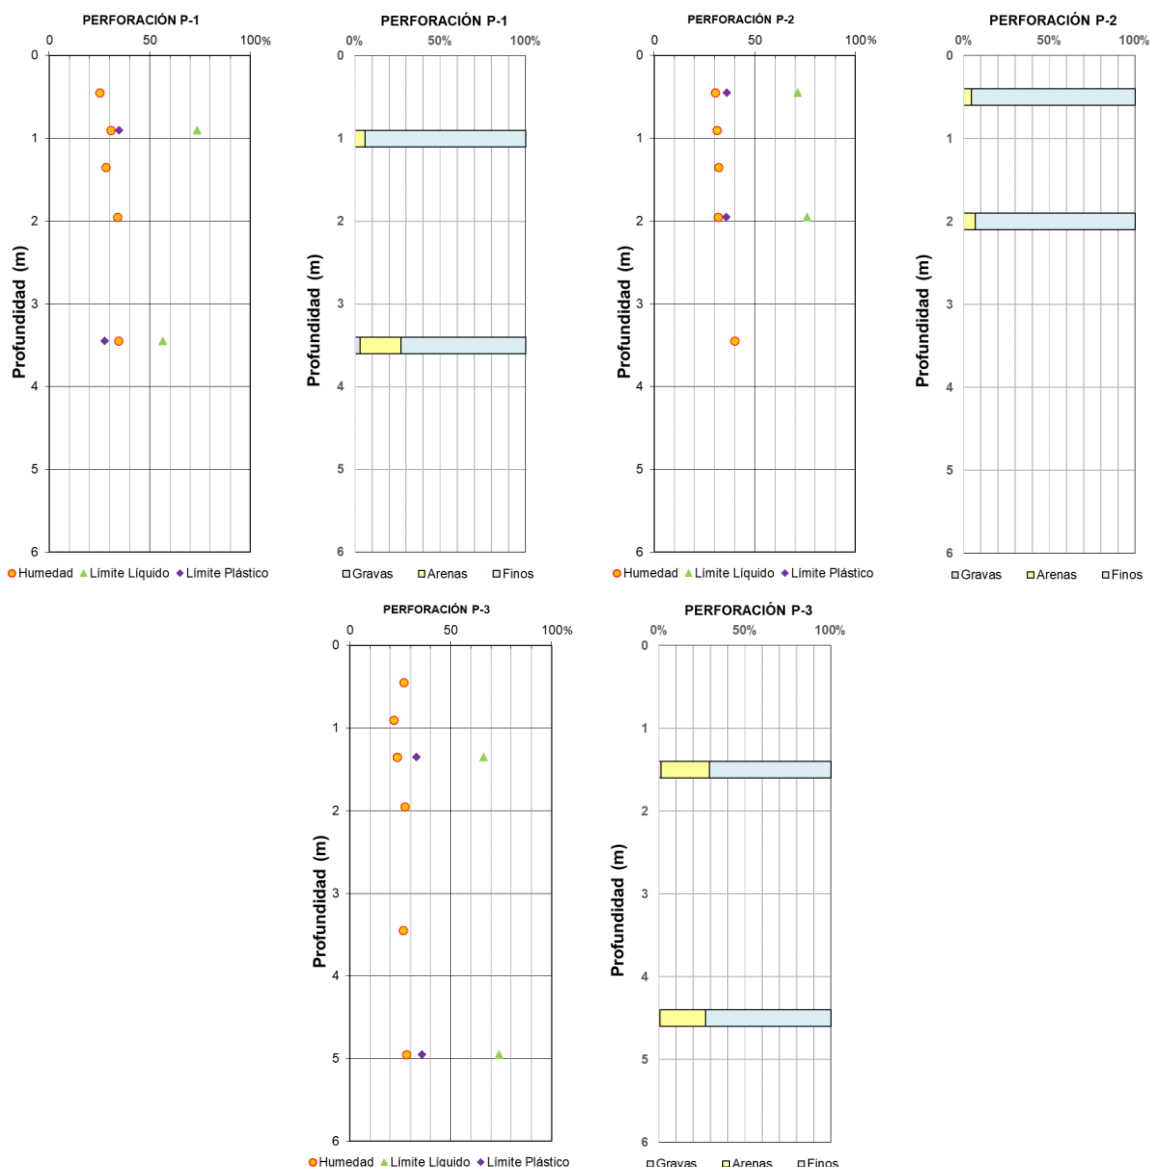 PERFORACIÓN P-1
0 50 100%
0
1
2
3
4
5
6
Profundidad (m)
Humedad Límite Líquido Límite Plástico
PERFORACIÓN P-1
0% 50% 100%
0
1
2
3
4
5
6
Profundidad (m)
Gravas Arenas Finos
PERFORACIÓN P-2
0 50 100%
0
1
2
3
4
5
6
Profundidad (m)
Humedad Límite Líquido Límite Plástico
PERFORACIÓN P-2
0% 50% 100%
0
1
2
3
4
5
6
Profundidad (m)
Gravas Arenas Finos
PERFORACIÓN P-3
0 50 100%
0
1
2
3
4
5
6
Profundidad (m)
Humedad Límite Líquido Límite Plástico
PERFORACIÓN P-3
0% 50% 100%
0
1
2
3
4
5
6
Profundidad (m)
Gravas Arenas Finos